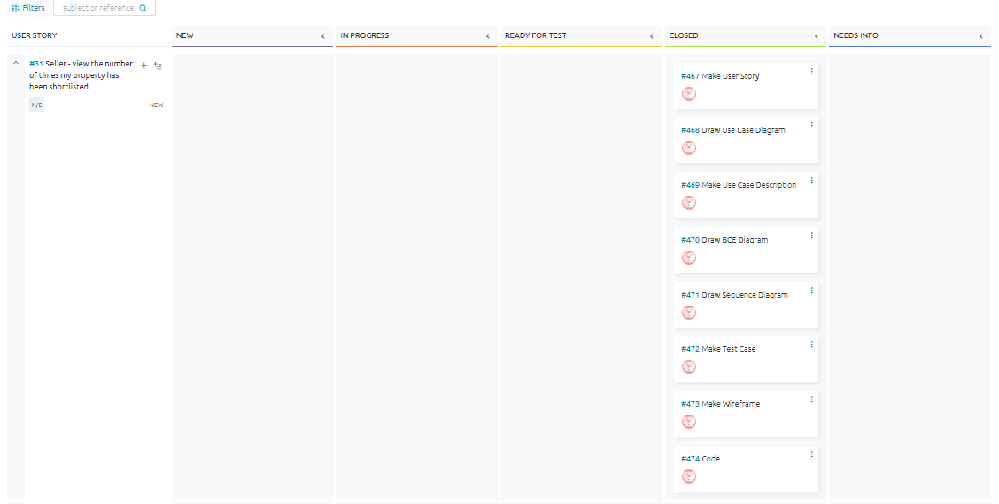 Filters
subject or reference
USER STORY
NEW
IN PROGRESS
READY FOR TEST
CLOSED
NEEDS INFO
#31 Seller - view the number
of times my property has
been shortlisted
N/E
NEW
#467 Make User Story
#468 Draw Use Case Diagram
#469 Make Use Case Description
#470 Draw BCE Diagram
#471 Draw Sequence Diagram
#472 Make Test Case
#473 Make Wireframe
#474 Code